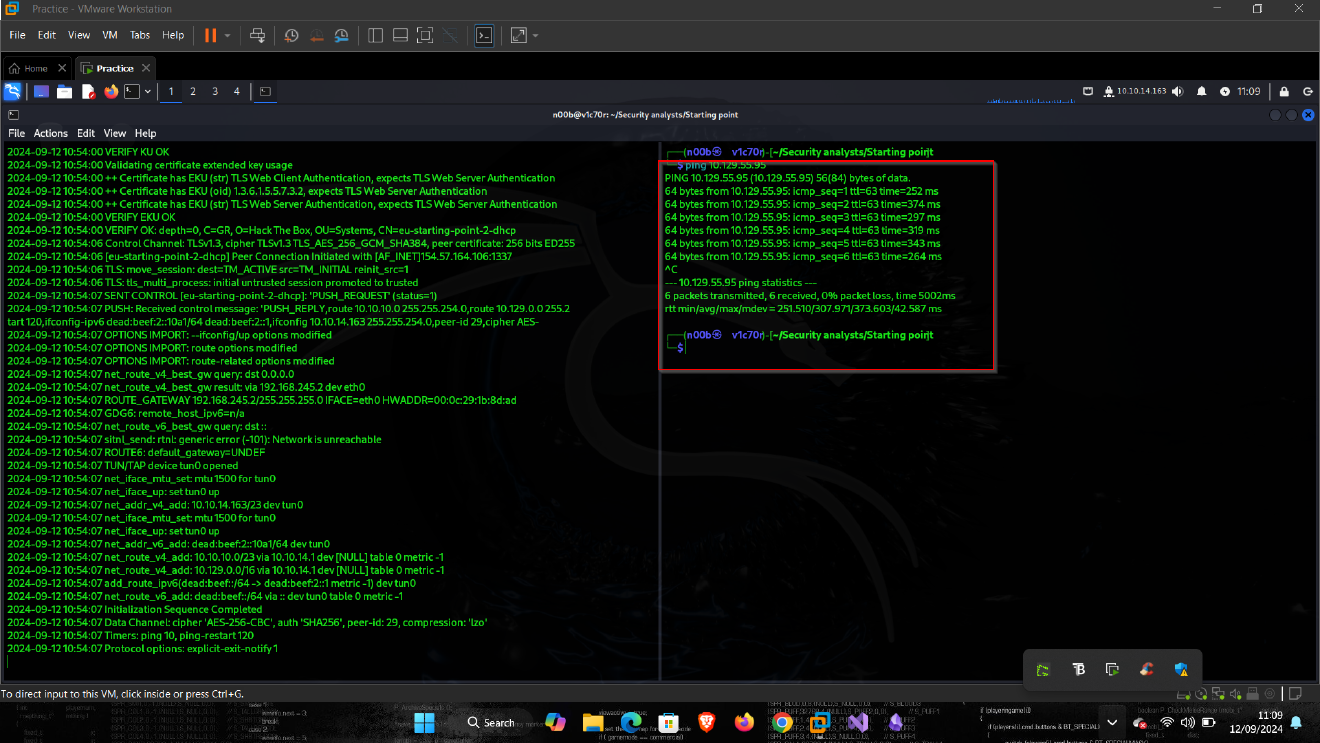 Practice - VMware Workstation
File Edit View VM Tabs Help
Home Practice
1 2 3 4 10.10.14.163 11:09
n00b@v1c70r: ~/Security analysts/Starting point
File Actions Edit View Help
2024-09-12 10:54:00 VERIFY KU OK
2024-09-12 10:54:00 Validating certificate extended key usage
2024-09-12 10:54:00 ++ Certificate has EKU (str) TLS Web Client Authentication, expects TLS Web Server Authentication
2024-09-12 10:54:00 ++ Certificate has EKU (oid) 1.3.6.1.5.5.7.3.2, expects TLS Web Server Authentication
2024-09-12 10:54:00 ++ Certificate has EKU (str) TLS Web Server Authentication, expects TLS Web Server Authentication
2024-09-12 10:54:00 VERIFY EKU OK
2024-09-12 10:54:00 VERIFY OK: depth=0, C=GR, O=Hack The Box, OU=Systems, CN=eu-starting-point-2-dhcp
2024-09-12 10:54:06 Control Channel: TLSv1.3, cipher TLSv1.3 TLS_AES_256_GCM_SHA384, peer certificate: 256 bits ED255
2024-09-12 10:54:06 [eu-starting-point-2-dhcp] Peer Connection Initiated with [AF_INET]154.57.164.106:1337
2024-09-12 10:54:06 TLS: move_session: dest=TM_ACTIVE src=TM_INITIAL reinit_src=1
2024-09-12 10:54:06 TLS: tls_multi_process: initial untrusted session promoted to trusted
2024-09-12 10:54:07 SENT CONTROL [eu-starting-point-2-dhcp]: 'PUSH_REQUEST' (status=1)
2024-09-12 10:54:07 PUSH: Received control message: 'PUSH_REPLY,route 10.10.10.0 255.255.254.0,route 10.129.0.0 255.2
tart 120,ifconfig-ipv6 dead:beef:2::10a1/64 dead:beef:2::1,ifconfig 10.10.14.163 255.255.254.0,peer-id 29,cipher AES-
2024-09-12 10:54:07 OPTIONS IMPORT: --ifconfig/up options modified
2024-09-12 10:54:07 OPTIONS IMPORT: route options modified
2024-09-12 10:54:07 OPTIONS IMPORT: route-related options modified
2024-09-12 10:54:07 net_route_v4_best_gw query: dst 0.0.0.0
2024-09-12 10:54:07 net_route_v4_best_gw result: via 192.168.245.2 dev eth0
2024-09-12 10:54:07 ROUTE_GATEWAY 192.168.245.2/255.255.255.0 IFACE=eth0 HWADDR=00:0c:29:1b:8d:ad
2024-09-12 10:54:07 GDG6: remote_host_ipv6=n/a
2024-09-12 10:54:07 net_route_v6_best_gw query: dst ::
2024-09-12 10:54:07 sitnl_send: rtnl: generic error (-101): Network is unreachable
2024-09-12 10:54:07 ROUTE6: default_gateway=UNDEF
2024-09-12 10:54:07 TUN/TAP device tun0 opened
2024-09-12 10:54:07 net_iface_mtu_set: mtu 1500 for tun0
2024-09-12 10:54:07 net_iface_up: set tun0 up
2024-09-12 10:54:07 net_addr_v4_add: 10.10.14.163/23 dev tun0
2024-09-12 10:54:07 net_iface_mtu_set: mtu 1500 for tun0
2024-09-12 10:54:07 net_iface_up: set tun0 up
2024-09-12 10:54:07 net_addr_v6_add: dead:beef:2::10a1/64 dev tun0
2024-09-12 10:54:07 net_route_v4_add: 10.10.10.0/23 via 10.10.14.1 dev [NULL] table 0 metric -1
2024-09-12 10:54:07 net_route_v4_add: 10.129.0.0/16 via 10.10.14.1 dev [NULL] table 0 metric -1
2024-09-12 10:54:07 add_route_ipv6(dead:beef::/64 -> dead:beef:2::1 metric -1) dev tun0
2024-09-12 10:54:07 net_route_v6_add: dead:beef::/64 via :: dev tun0 table 0 metric -1
2024-09-12 10:54:07 Initialization Sequence Completed
2024-09-12 10:54:07 Data Channel: cipher 'AES-256-CBC', auth 'SHA256', peer-id: 29, compression: 'lzo'
2024-09-12 10:54:07 Timers: ping 10, ping-restart 120
2024-09-12 10:54:07 Protocol options: explicit-exit-notify 1
(n00b㉿v1c70r)-[~/Security analysts/Starting point
$ ping 10.129.55.95
PING 10.129.55.95 (10.129.55.95) 56(84) bytes of data.
64 bytes from 10.129.55.95: icmp_seq=1 ttl=63 time=252 ms
64 bytes from 10.129.55.95: icmp_seq=2 ttl=63 time=374 ms
64 bytes from 10.129.55.95: icmp_seq=3 ttl=63 time=297 ms
64 bytes from 10.129.55.95: icmp_seq=4 ttl=63 time=319 ms
64 bytes from 10.129.55.95: icmp_seq=5 ttl=63 time=343 ms
64 bytes from 10.129.55.95: icmp_seq=6 ttl=63 time=264 ms
^C
--- 10.129.55.95 ping statistics ---
6 packets transmitted, 6 received, 0% packet loss, time 5002ms
rtt min/avg/max/mdev = 251.510/307.971/373.603/42.587 ms
(n00b㉿v1c70r)-[~/Security analysts/Starting point
$
To direct input to this VM, click inside or press Ctrl+G.
Search
11:09
12/09/2024